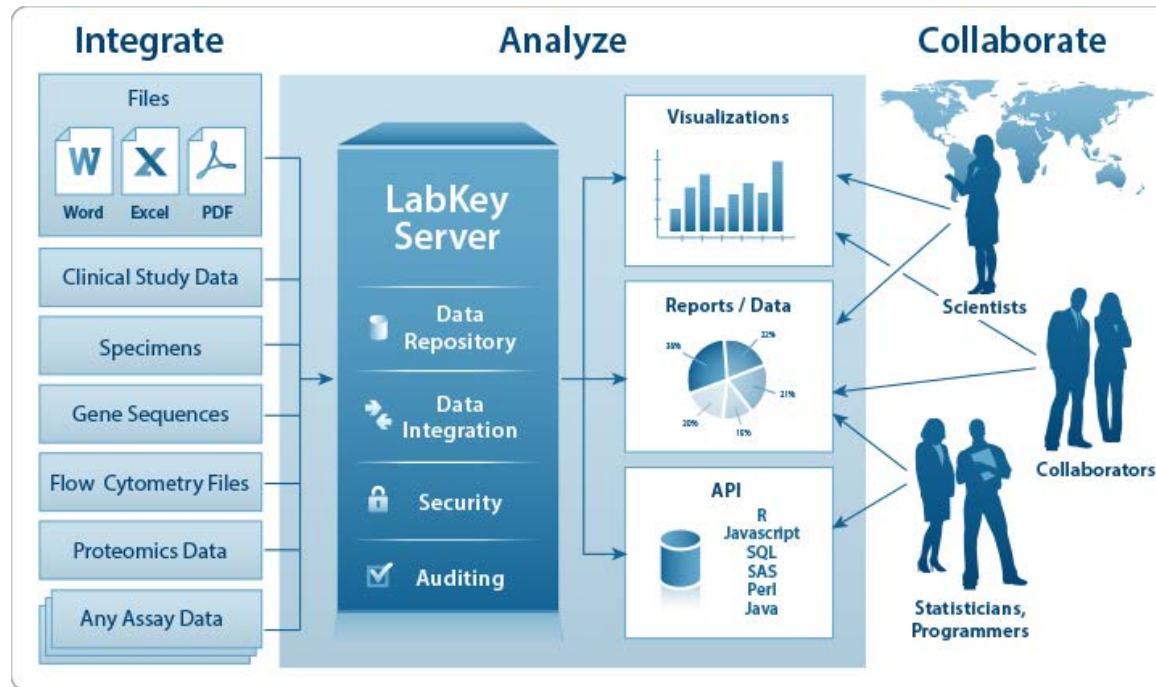 Integrate
Analyze
Collaborate
Files
W
X
Word
Excel
PDF
Clinical Study Data
Specimens
Gene Sequences
Flow Cytometry Files
Proteomics Data
Any Assay Data
LabKey
Server
Data
Repository
Data
Integration
Security
Auditing
Visualizations
Reports / Data
22%
21%
20%
API
R
Javascript
SQL
SAS
Perl
Java
Scientists
Collaborators
Statisticians,
Programmers